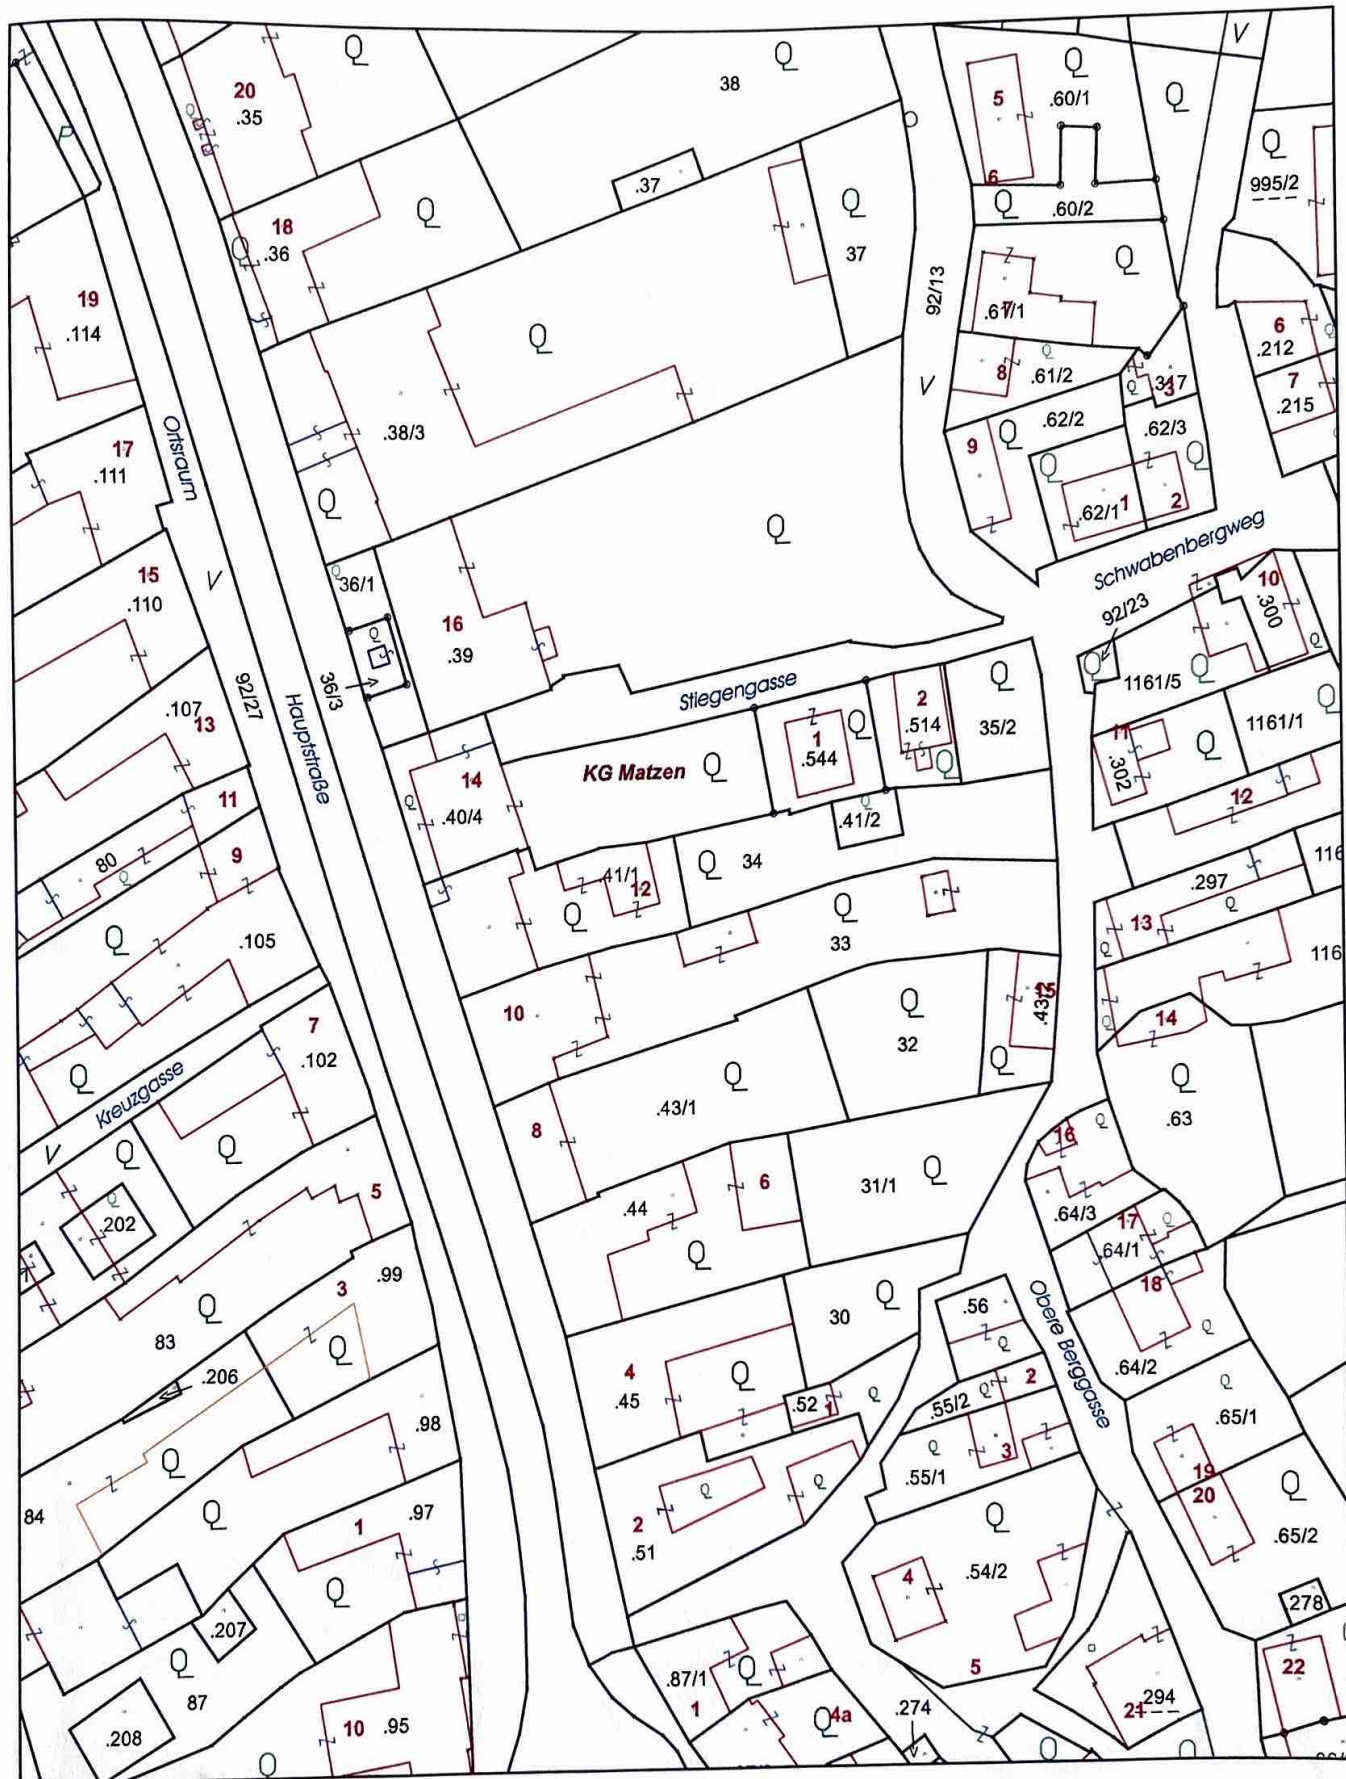 V
Q
Q
Q
20
.35
38
5
.60/1
Q
Q
995/2
P
.37
Q
18
.36
Q
Q
37
6
Q
.60/2
Q
19
.114
Q
92/13
.61/1
7
6
.212
.38/3
V
8
Q
.61/2
3
7
.215
Ortsraum
17
.111
Q
9
Q
.62/2
.62/3
Q
Q
.62/1
1
2
Q
Schwabenbergweg
15
.110
V
Q
36/1
16
.39
92/23
10
.300
Q
36/3
Stiegengasse
Q
1161/5
Q
Q
.107
13
92/27
Hauptstraße
2
.514
Q
35/2
11
.302
Q
1161/1
KG Matzen
Q
1
.544
Q
Q
14
.40/4
Q
11
12
Q
.41/2
9
80
Q
.41/1
12
Q
34
Q
116
.297
Q
13
Q
.105
Q
33
116
10
15
Q
14
Q
7
.102
Q
32
Q
Q
Kreuzgasse
8
.43/1
Q
.63
V
Q
Q
16
Q
5
.202
Q
.44
6
31/1
Q
.64/3
17
Q
.64/1
.99
3
Q
18
Q
83
30
Q
.56
Q
Obere Berggasse
.64/2
Q
.206
4
.45
Q
.52
1
Q
.55/2
Q
2
Q
.65/1
.98
Q
Q
.55/1
3
19
20
84
.97
1
2
.51
Q
Q
Q
.54/2
Q
.65/2
4
Q
.207
278
Q
87
.87/1
1
Q
5
22
.208
10
.95
Q
4a
.274
21
294
Q
Q
Q